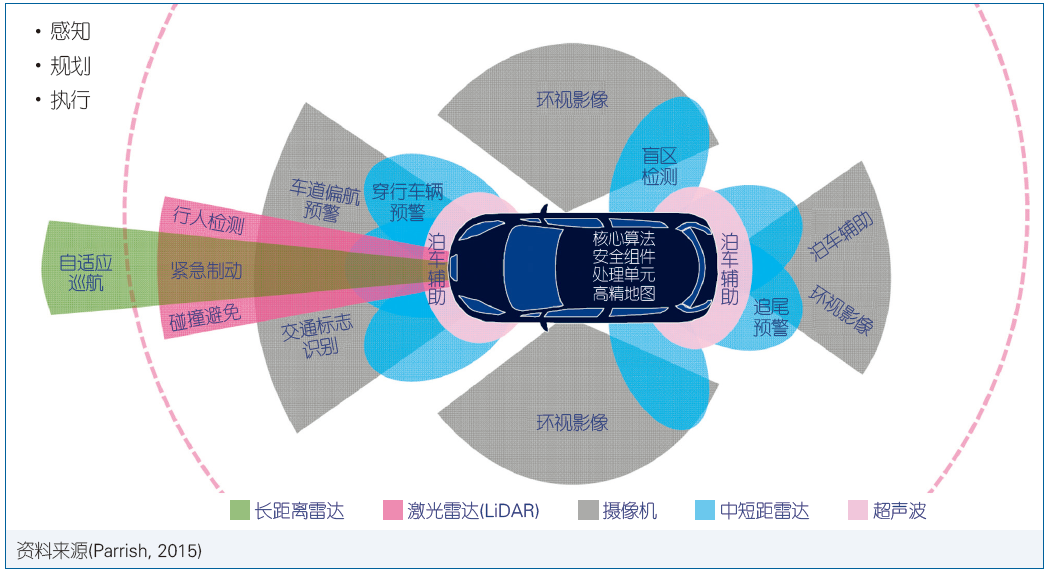 • 感知
• 规划
• 执行
环视影像
盲区
检测
车道偏航
预警
穿行车辆
预警
行人检测
自适应
巡航
紧急制动
碰撞避免
交通标志
识别
泊车辅助
核心算法
安全组件
处理单元
高精地图
泊车辅助
泊车辅助
环视影像
追尾
预警
环视影像
长距离雷达
激光雷达(LiDAR)
摄像机
中短距雷达
超声波
资料来源(Parrish, 2015)